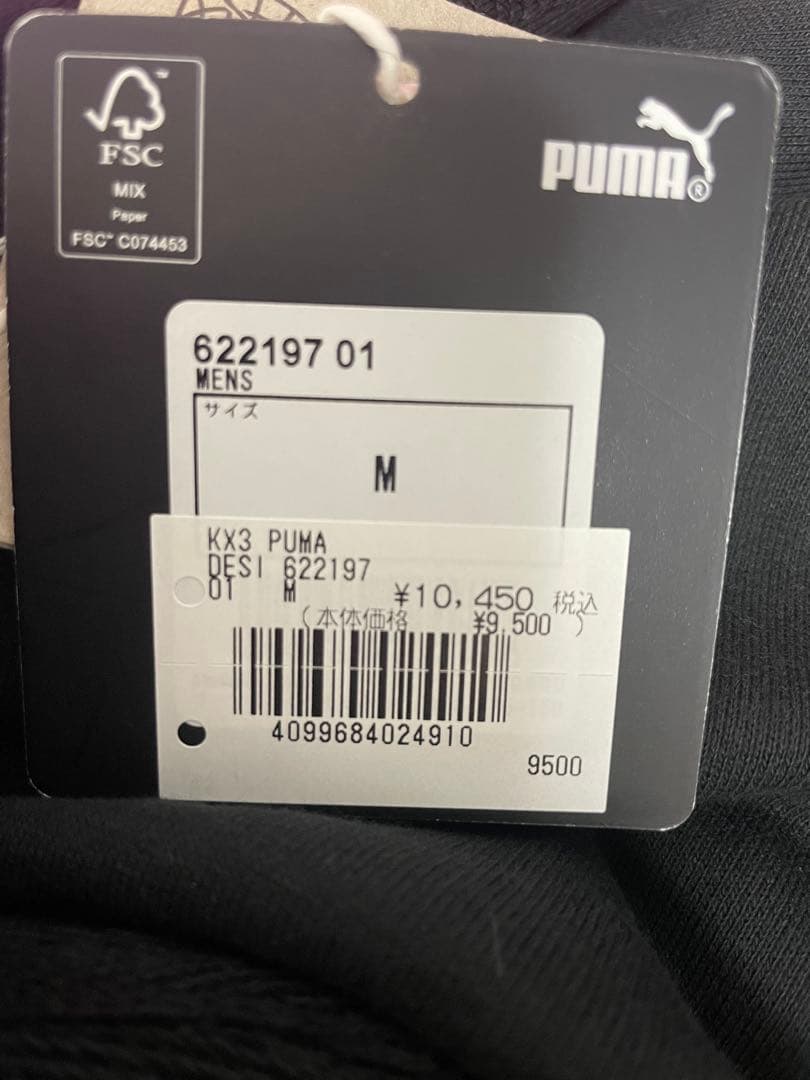 FSC™
MIX
Paper
FSC™ C074453
PUMA®
622197 01
MENS
サイズ
M
KX3 PUMA
DESI 622197
01 M ¥10,450 税込
(本体価格 ¥9,500 )
4099684024910
9500